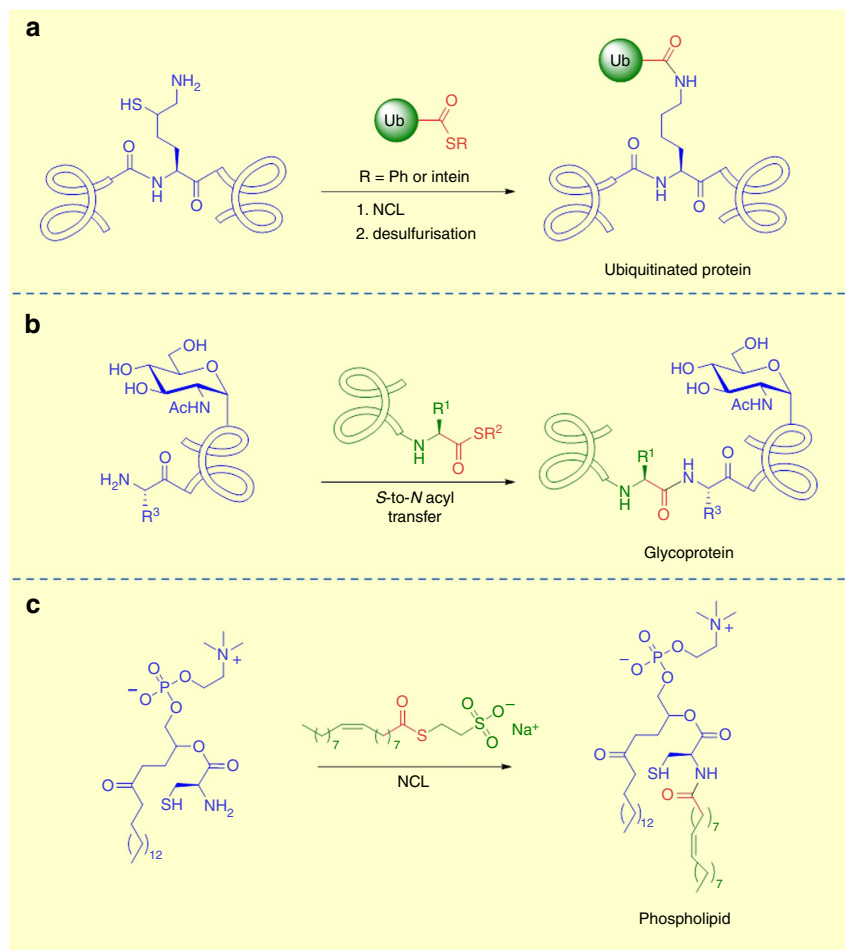 a
NH2
HS
O
N
H
O
Ub
O
SR
R = Ph or intein
1. NCL
2. desulfurisation
Ub
O
NH
O
N
H
O
Ubiquitinated protein
b
OH
HO
O
HO
AcHN
H2N
O
R3
R1
N
H
SR2
O
S-to-N acyl
transfer
OH
HO
O
HO
AcHN
R1
N
H
O
HN
O
R3
Glycoprotein
c
N
+
O
−O
P
O
O
O
O
O
SH
NH2
12
7
7
O
S
S
O−
O
O
Na+
NCL
N
+
O
−O
P
O
O
O
O
O
SH
NH
O
12
7
7
Phospholipid